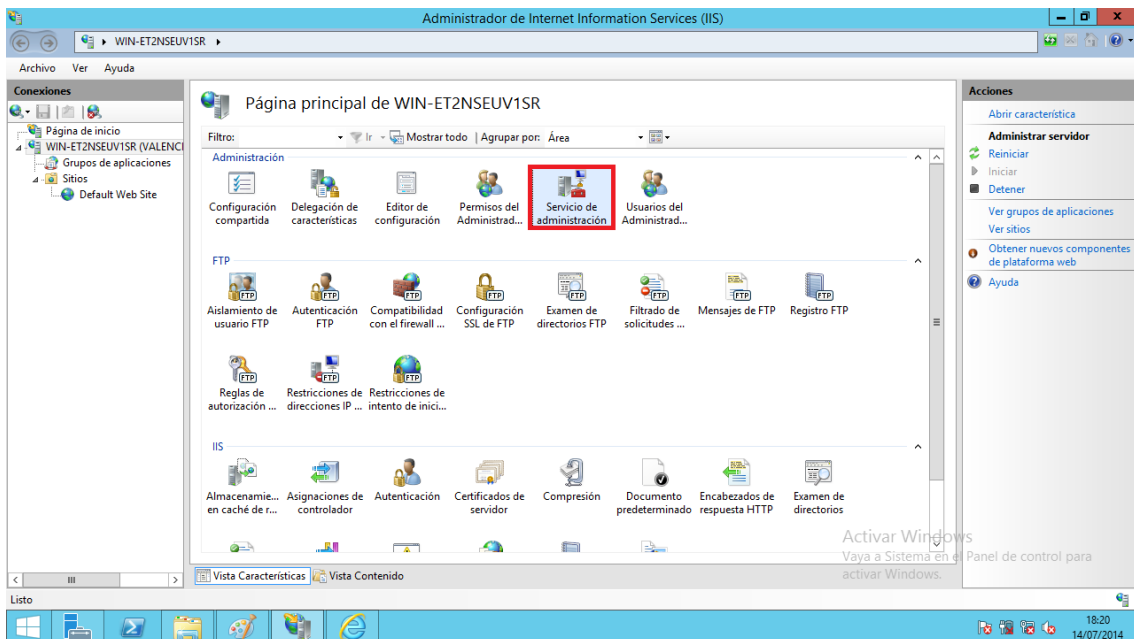 Administrador de Internet Information Services (IIS)
WIN-ET2NSEUV1SR
Archivo Ver Ayuda
Conexiones
Página de inicio
WIN-ET2NSEUV1SR (VALENCI
Grupos de aplicaciones
Sitios
Default Web Site
Página principal de WIN-ET2NSEUV1SR
Filtro: Ir Mostrar todo Agrupar por: Área
Administración
Configuración compartida
Delegación de características
Editor de configuración
Permisos del Administrad...
Servicio de administración
Usuarios del Administrad...
FTP
Aislamiento de usuario FTP
Autenticación FTP
Compatibilidad con el firewall ...
Configuración SSL de FTP
Examen de directorios FTP
Filtrado de solicitudes ...
Mensajes de FTP
Registro FTP
Reglas de autorización ...
Restricciones de direcciones IP ...
Restricciones de intento de inici...
IIS
Almacenamie... en caché de r...
Asignaciones de controlador
Autenticación
Certificados de servidor
Compresión
Documento predeterminado
Encabezados de respuesta HTTP
Examen de directorios
Vista Características Vista Contenido
Acciones
Abrir característica
Administrar servidor
Reiniciar
Iniciar
Detener
Ver grupos de aplicaciones
Ver sitios
Obtener nuevos componentes
de plataforma web
Ayuda
Activar Windows
Vaya a Sistema en el Panel de control para
activar Windows.
Listo
18:20
14/07/2014